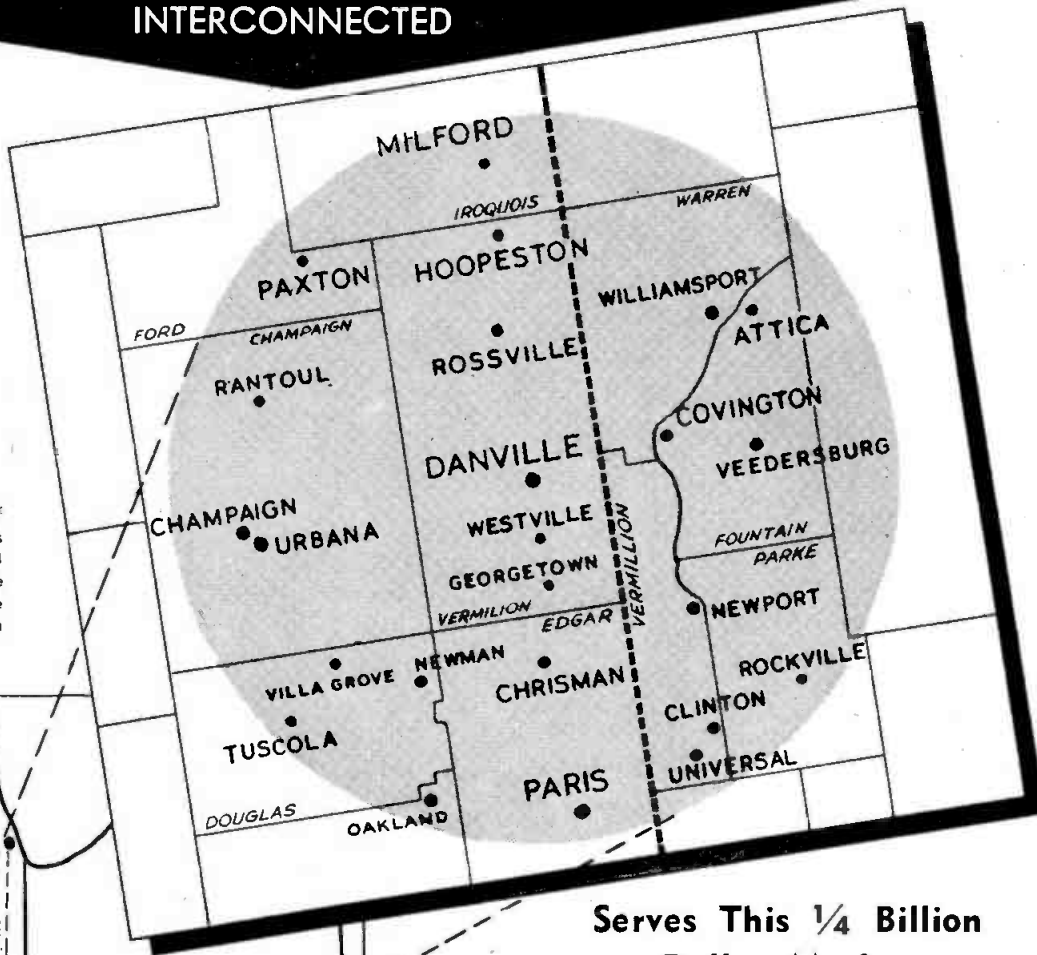 INTERCONNECTED
MILFORD
IROQUOIS
WARREN
PAXTON
HOOPESTON
WILLIAMSPORT
ATTICA
FORD
CHAMPAIGN
ROSSVILLE
RANTOUL
COVINGTON
DANVILLE
VEEDERSBURG
CHAMPAIGN
URBANA
WESTVILLE
FOUNTAIN
PARKE
GEORGETOWN
VERMILLION
VERMILION
EDGAR
NEWPORT
VILLA GROVE
NEWMAN
CHRISMAN
ROCKVILLE
TUSCOLA
CLINTON
UNIVERSAL
PARIS
DOUGLAS
OAKLAND
Serves This ¼ Billion